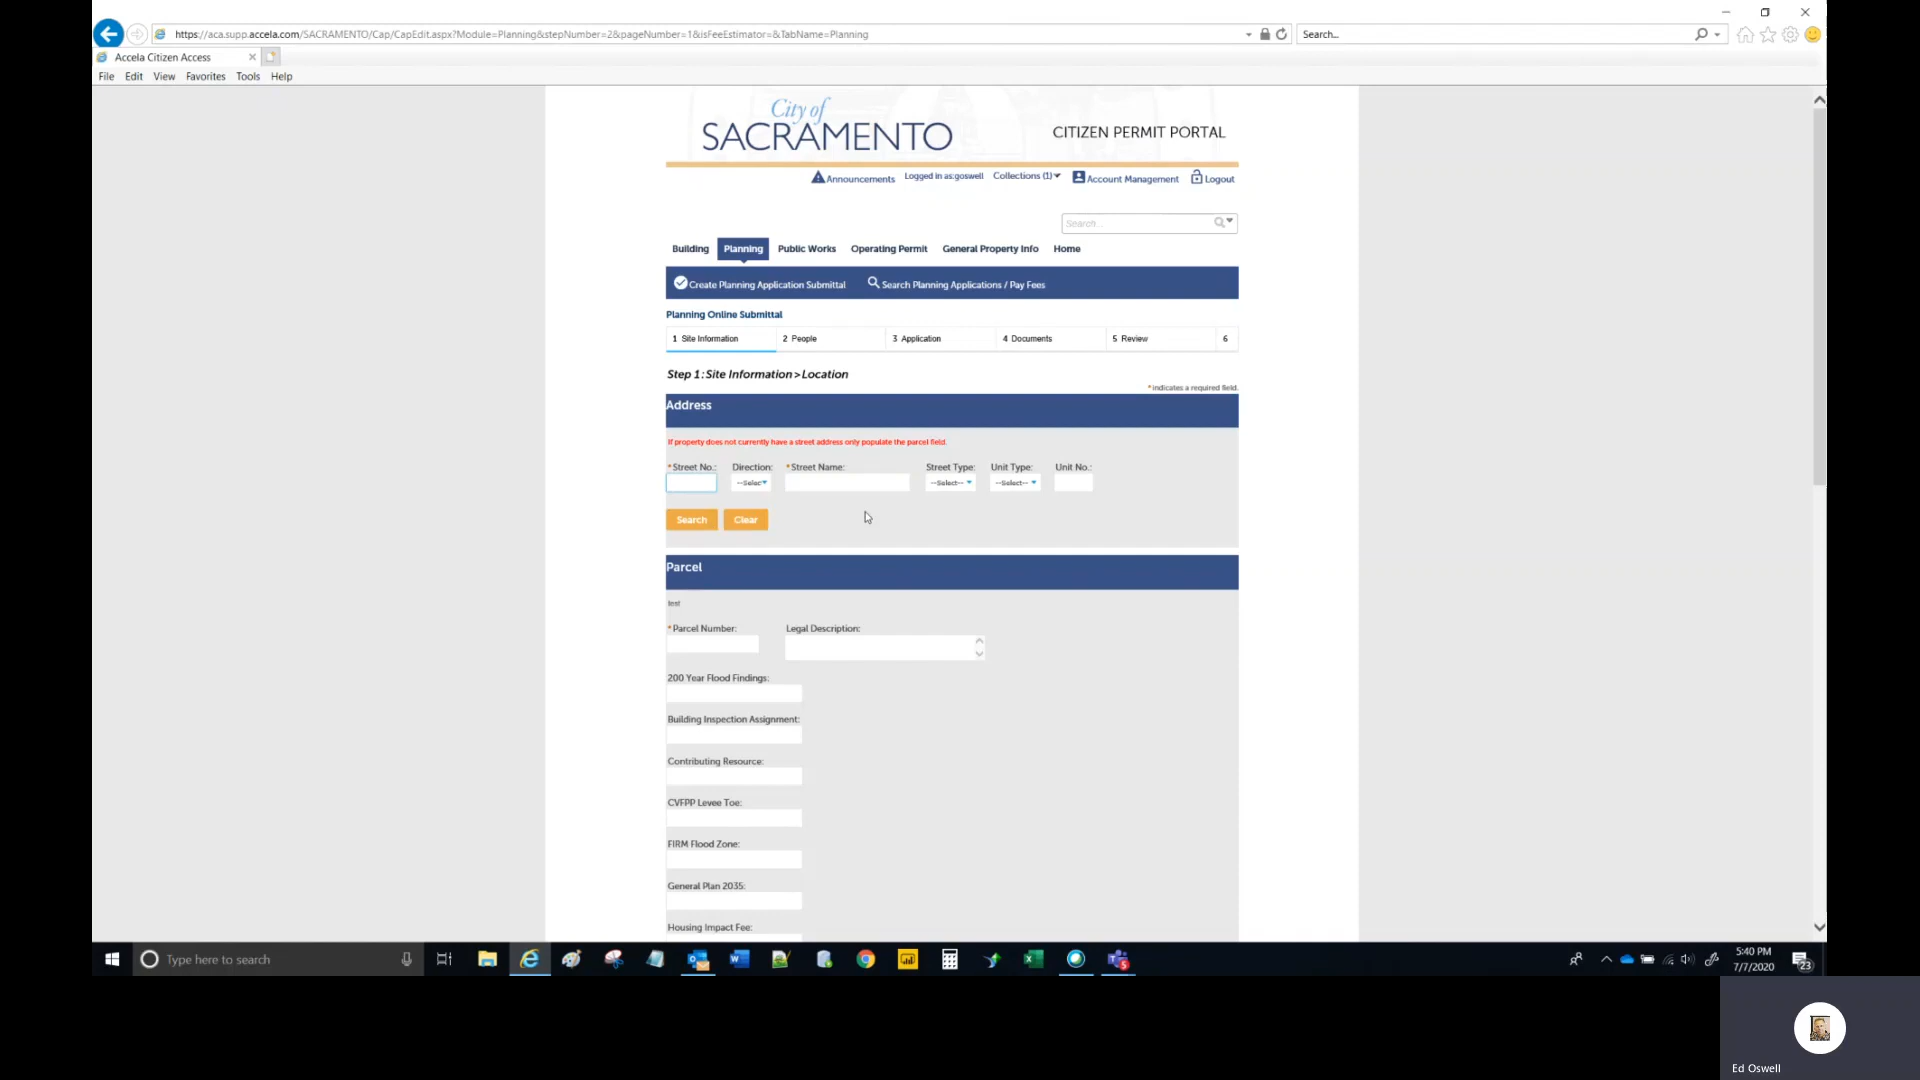 https://aca.supp.accela.com/SACRAMENTO/Cap/CapEdit.aspx?Module=Planning&stepNumber=2&pageNumber=1&isFeeEstimator=&TabName=Planning
Search...
Accela Citizen Access
File Edit View Favorites Tools Help
City of
SACRAMENTO
CITIZEN PERMIT PORTAL
Announcements Logged in as:goswell Collections (1) Account Management Logout
Search...
Building Planning Public Works Operating Permit General Property Info Home
Create Planning Application Submittal Search Planning Applications / Pay Fees
Planning Online Submittal
1 Site Information 2 People 3 Application 4 Documents 5 Review 6
Step 1:Site Information>Location
*indicates a required field.
Address
If property does not currently have a street address only populate the parcel field.
*Street No.: Direction: *Street Name: Street Type: Unit Type: Unit No.:
--Selec --Select-- --Select--
Search Clear
Parcel
test
*Parcel Number: Legal Description:
200 Year Flood Findings:
Building Inspection Assignment:
Contributing Resource:
CVFPP Levee Toe:
FIRM Flood Zone:
General Plan 2035:
Housing Impact Fee:
Type here to search
5:40 PM
7/7/2020
23
Ed Oswell